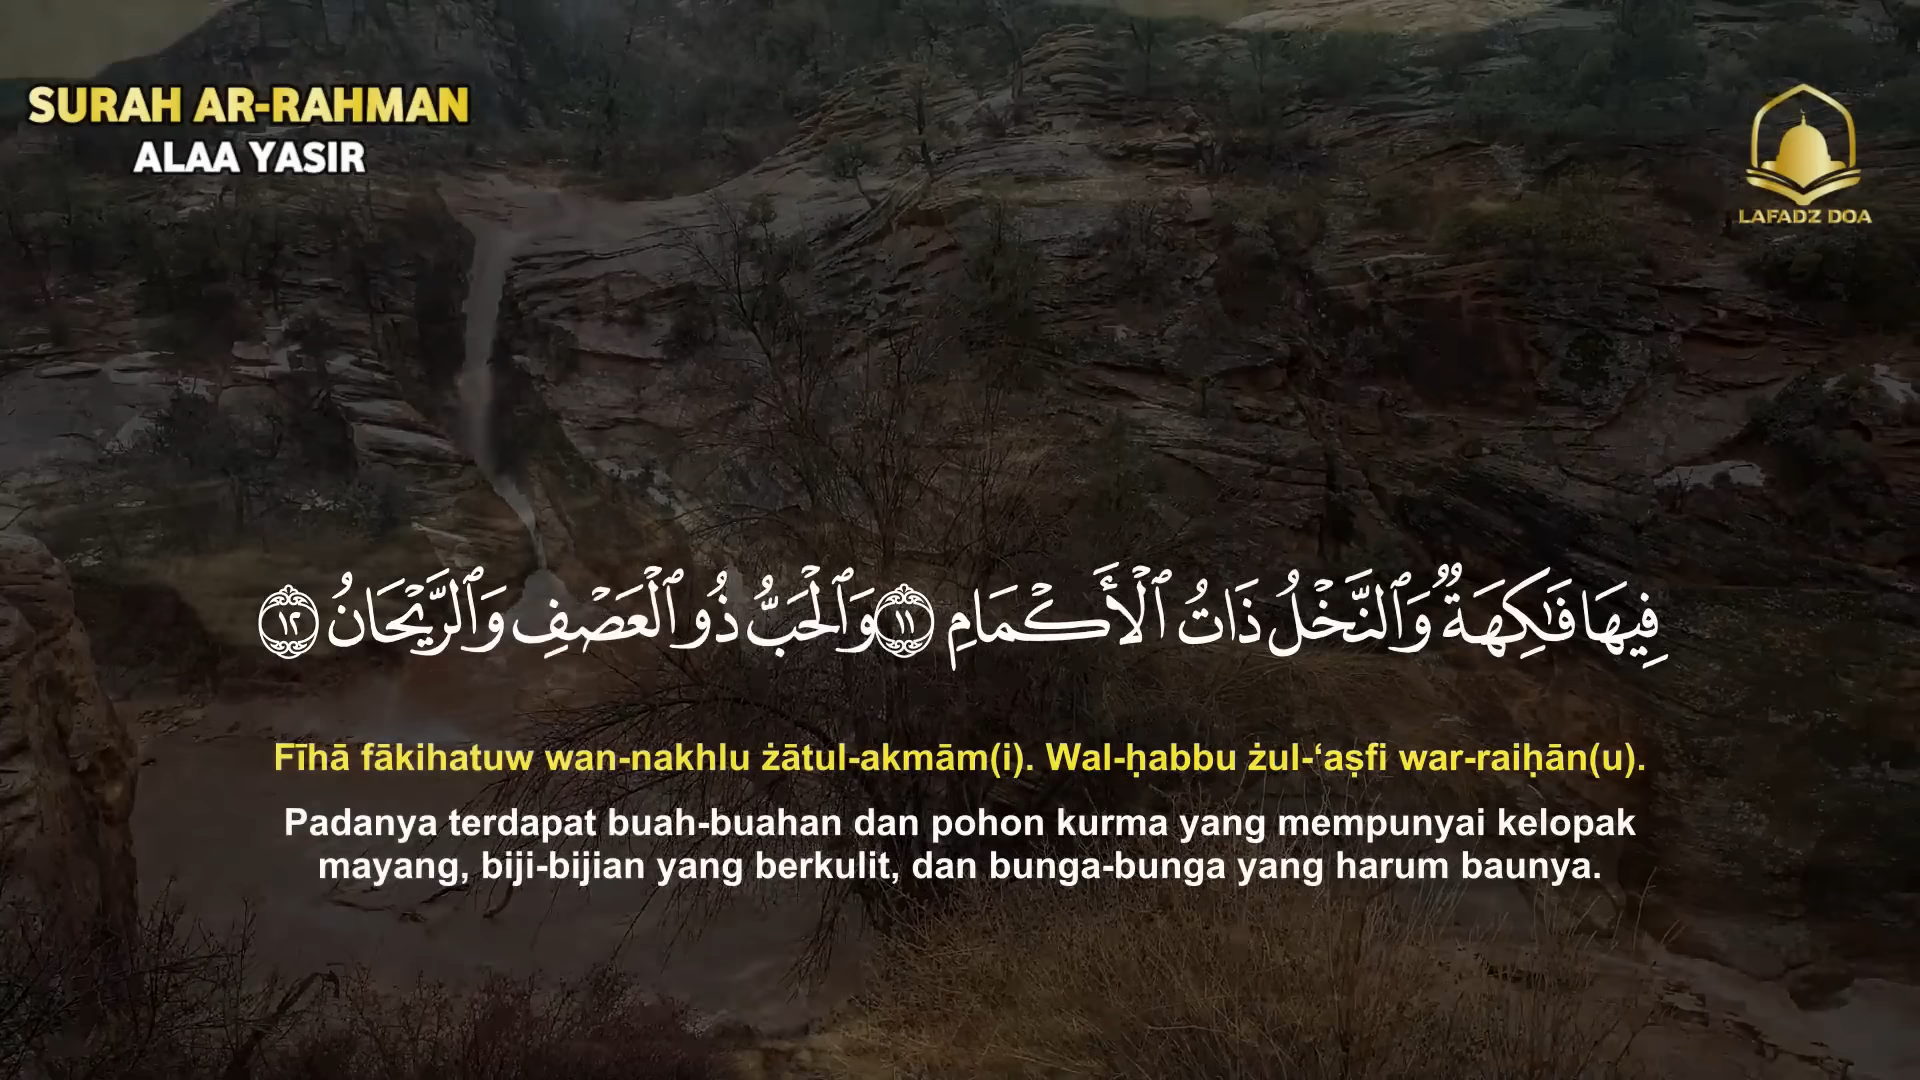 SURAH AR-RAHMAN
ALAA YASIR
LAFADZ DOA
فِيهَا فَٰكِهَةٌ وَٱلنَّخْلُ ذَاتُ ٱلْأَكْمَامِ ١١ وَٱلْحَبُّ ذُو ٱلْعَصْفِ وَٱلرَّيْحَانُ ١٢
Fīhā fākihatuw wan-nakhlu żātul-akmām(i). Wal-ḥabbu żul-‘aṣfi war-raiḥān(u).
Padanya terdapat buah-buahan dan pohon kurma yang mempunyai kelopak
mayang, biji-bijian yang berkulit, dan bunga-bunga yang harum baunya.